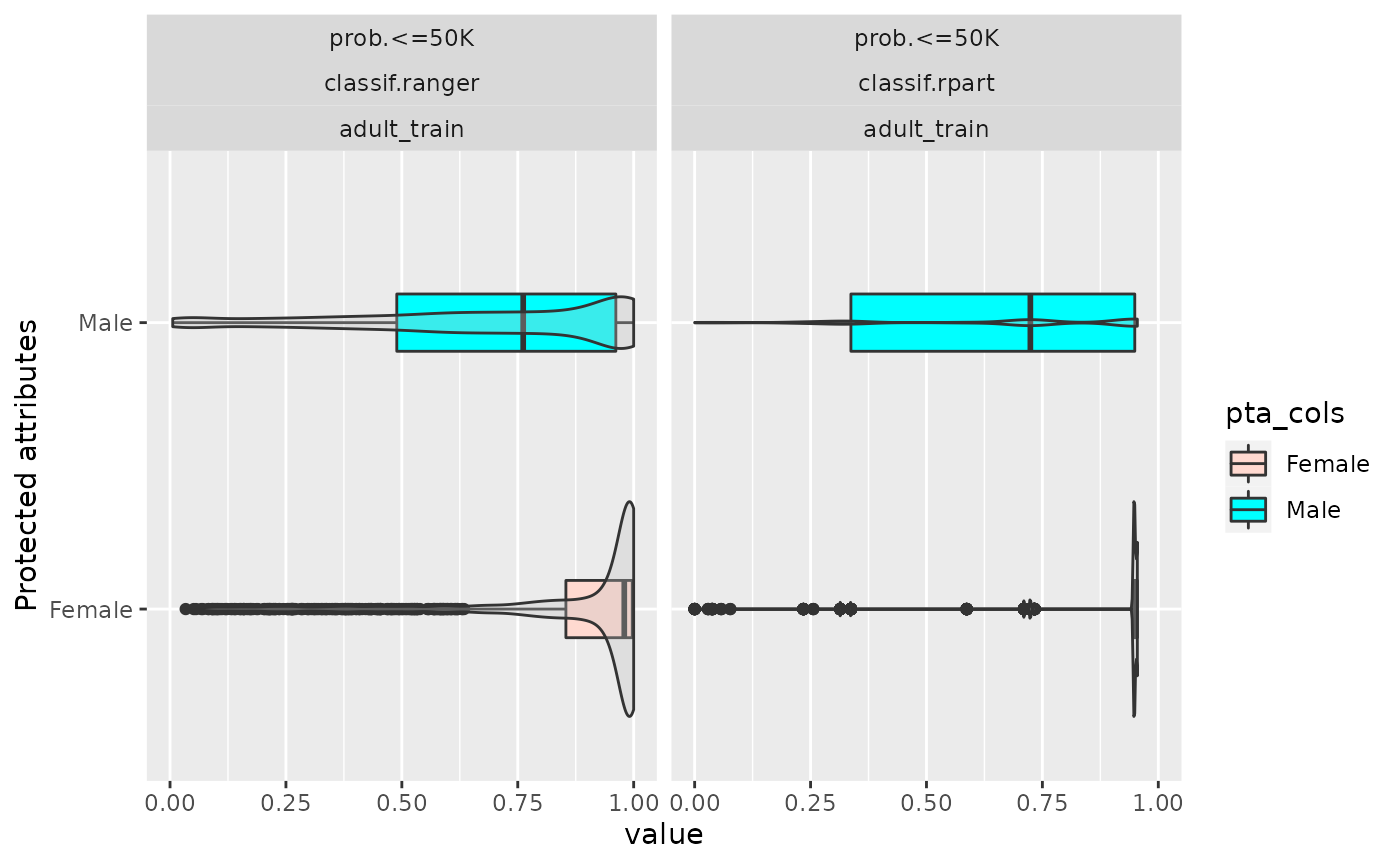 prob.<=50K
prob.<=50K
classif.ranger
classif.rpart
adult_train
adult_train
Protected attributes
Male
Female
0.00 0.25 0.50 0.75 1.00
0.00 0.25 0.50 0.75 1.00
value
pta_cols
Female
Male